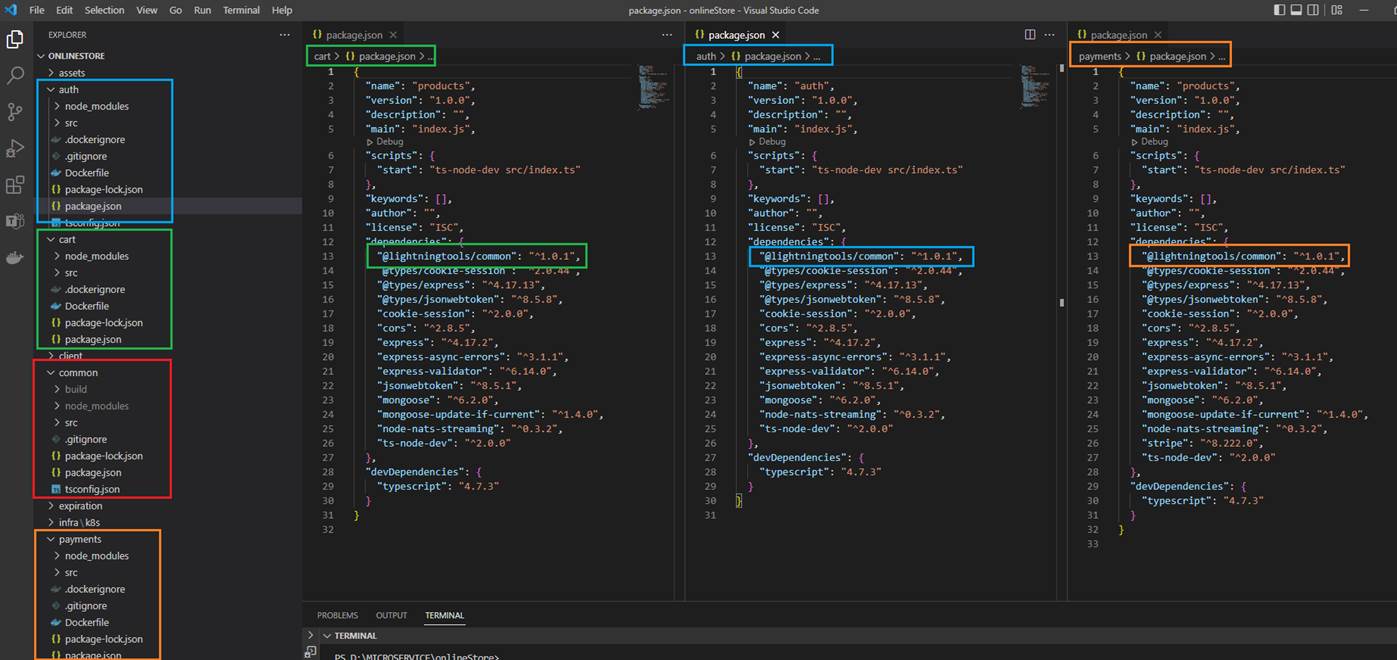 File Edit Selection View Go Run Terminal Help
package.json - onlineStore - Visual Studio Code
EXPLORER
ONLINESTORE
assets
auth
node_modules
src
.dockerignore
.gitignore
Dockerfile
package-lock.json
package.json
tsconfig.json
cart
node_modules
src
.dockerignore
Dockerfile
package-lock.json
package.json
client
common
build
node_modules
src
.gitignore
package-lock.json
package.json
tsconfig.json
expiration
infra \ k8s
payments
node_modules
src
.dockerignore
.gitignore
Dockerfile
package-lock.json
package.json
{} package.json
cart > {} package.json > ...
1 {
2 "name": "products",
3 "version": "1.0.0",
4 "description": "",
5 "main": "index.js",
Debug
6 "scripts": {
7 "start": "ts-node-dev src/index.ts"
8 },
9 "keywords": [],
10 "author": "",
11 "license": "ISC",
12 "dependencies": {
13 "@lightningtools/common": "^1.0.1",
14 "@types/cookie-session": "^2.0.44",
15 "@types/express": "^4.17.13",
16 "@types/jsonwebtoken": "^8.5.8",
17 "cookie-session": "^2.0.0",
18 "cors": "^2.8.5",
19 "express": "^4.17.2",
20 "express-async-errors": "^3.1.1",
21 "express-validator": "^6.14.0",
22 "jsonwebtoken": "^8.5.1",
23 "mongoose": "^6.2.0",
24 "mongoose-update-if-current": "^1.4.0",
25 "node-nats-streaming": "^0.3.2",
26 "ts-node-dev": "^2.0.0"
27 },
28 "devDependencies": {
29 "typescript": "4.7.3"
30 }
31 }
32
{} package.json
auth > {} package.json > ...
1 {
2 "name": "auth",
3 "version": "1.0.0",
4 "description": "",
5 "main": "index.js",
Debug
6 "scripts": {
7 "start": "ts-node-dev src/index.ts"
8 },
9 "keywords": [],
10 "author": "",
11 "license": "ISC",
12 "dependencies": {
13 "@lightningtools/common": "^1.0.1",
14 "@types/cookie-session": "^2.0.44",
15 "@types/express": "^4.17.13",
16 "@types/jsonwebtoken": "^8.5.8",
17 "cookie-session": "^2.0.0",
18 "cors": "^2.8.5",
19 "express": "^4.17.2",
20 "express-async-errors": "^3.1.1",
21 "express-validator": "^6.14.0",
22 "jsonwebtoken": "^8.5.1",
23 "mongoose": "^6.2.0",
24 "node-nats-streaming": "^0.3.2",
25 "ts-node-dev": "^2.0.0"
26 },
27 "devDependencies": {
28 "typescript": "4.7.3"
29 }
30 }
31
{} package.json
payments > {} package.json > ...
1 {
2 "name": "products",
3 "version": "1.0.0",
4 "description": "",
5 "main": "index.js",
Debug
6 "scripts": {
7 "start": "ts-node-dev src/index.ts"
8 },
9 "keywords": [],
10 "author": "",
11 "license": "ISC",
12 "dependencies": {
13 "@lightningtools/common": "^1.0.1",
14 "@types/cookie-session": "^2.0.44",
15 "@types/express": "^4.17.13",
16 "@types/jsonwebtoken": "^8.5.8",
17 "cookie-session": "^2.0.0",
18 "cors": "^2.8.5",
19 "express": "^4.17.2",
20 "express-async-errors": "^3.1.1",
21 "express-validator": "^6.14.0",
22 "jsonwebtoken": "^8.5.1",
23 "mongoose": "^6.2.0",
24 "mongoose-update-if-current": "^1.4.0",
25 "node-nats-streaming": "^0.3.2",
26 "stripe": "^8.222.0",
27 "ts-node-dev": "^2.0.0"
28 },
29 "devDependencies": {
30 "typescript": "4.7.3"
31 }
32 }
33
PROBLEMS OUTPUT TERMINAL
TERMINAL
PS D:\MICROSERVICE\onlineStore>